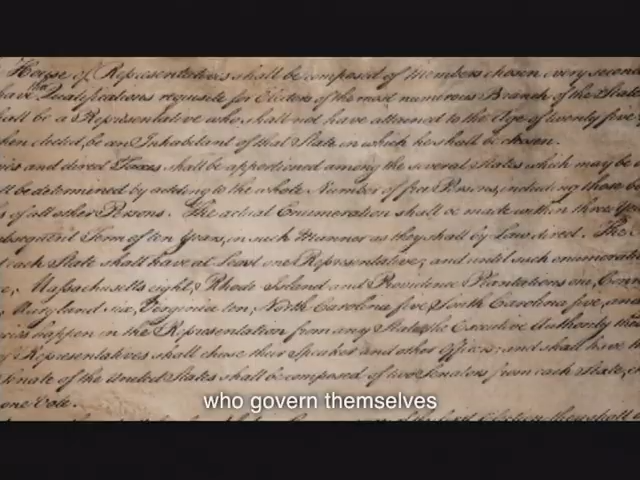 House of Representatives shall be composed of Members chosen every second
have the Qualifications requisite for Electors of the most numerous Branch of the State
shall be a Representative who shall not have attained to the Age of twenty five
when elected, be an Inhabitant of that State in which he shall be chosen.
and direct Taxes shall be apportioned among the several States which may be
be determined by adding to the whole Number of free Persons, including those
of all other Persons. The actual Enumeration shall be made within three
subsequent Term of ten Years, in such Manner as they shall by Law direct. The
each State shall have at Least one Representative; and until such enumeration
Massachusetts eight, Rhode Island and Providence Plantations one,
Maryland six, Virginia ten, North Carolina five, South Carolina five, and
happen in the Representation from any State, the Executive Authority
Representatives shall chuse their Speaker and other Officers; and shall have
Senate of the United States shall be composed of two Senators from each State,
one Vote.
who govern themselves